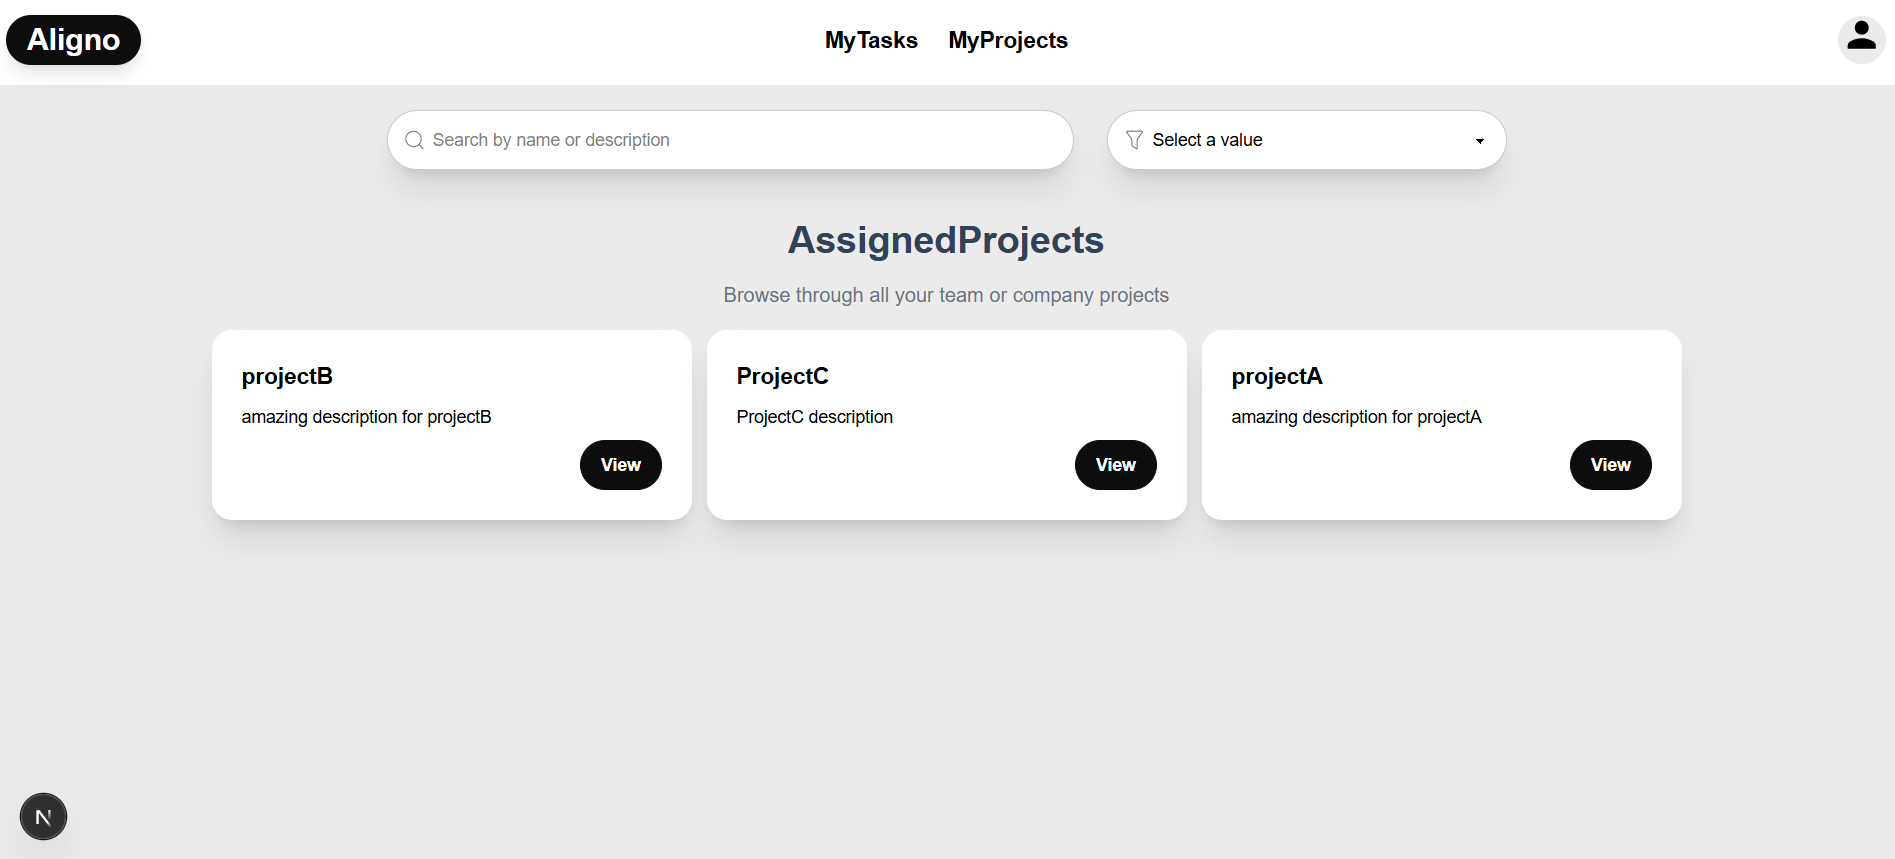 Aligno
MyTasks MyProjects
Search by name or description
Select a value
AssignedProjects
Browse through all your team or company projects
projectB
amazing description for projectB
View
ProjectC
ProjectC description
View
projectA
amazing description for projectA
View
N